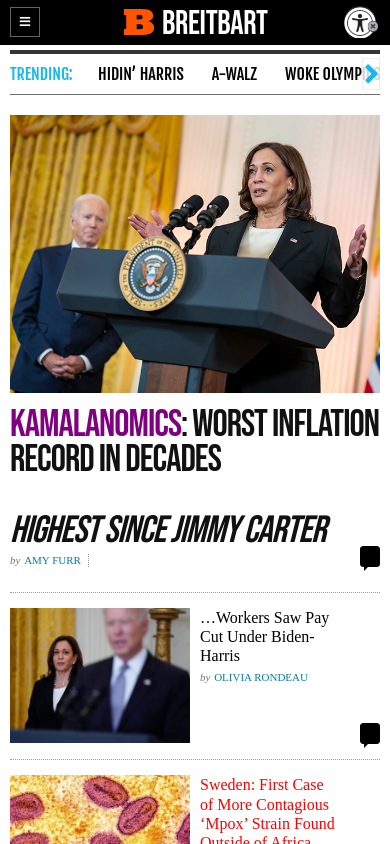 BREITBART
TRENDING: HIDIN’ HARRIS A-WALZ WOKE OLYMP
KAMALANOMICS: WORST INFLATION
RECORD IN DECADES
HIGHEST SINCE JIMMY CARTER
by AMY FURR
…Workers Saw Pay
Cut Under Biden-
Harris
by OLIVIA RONDEAU
Sweden: First Case
of More Contagious
‘Mpox’ Strain Found
Outside of Africa